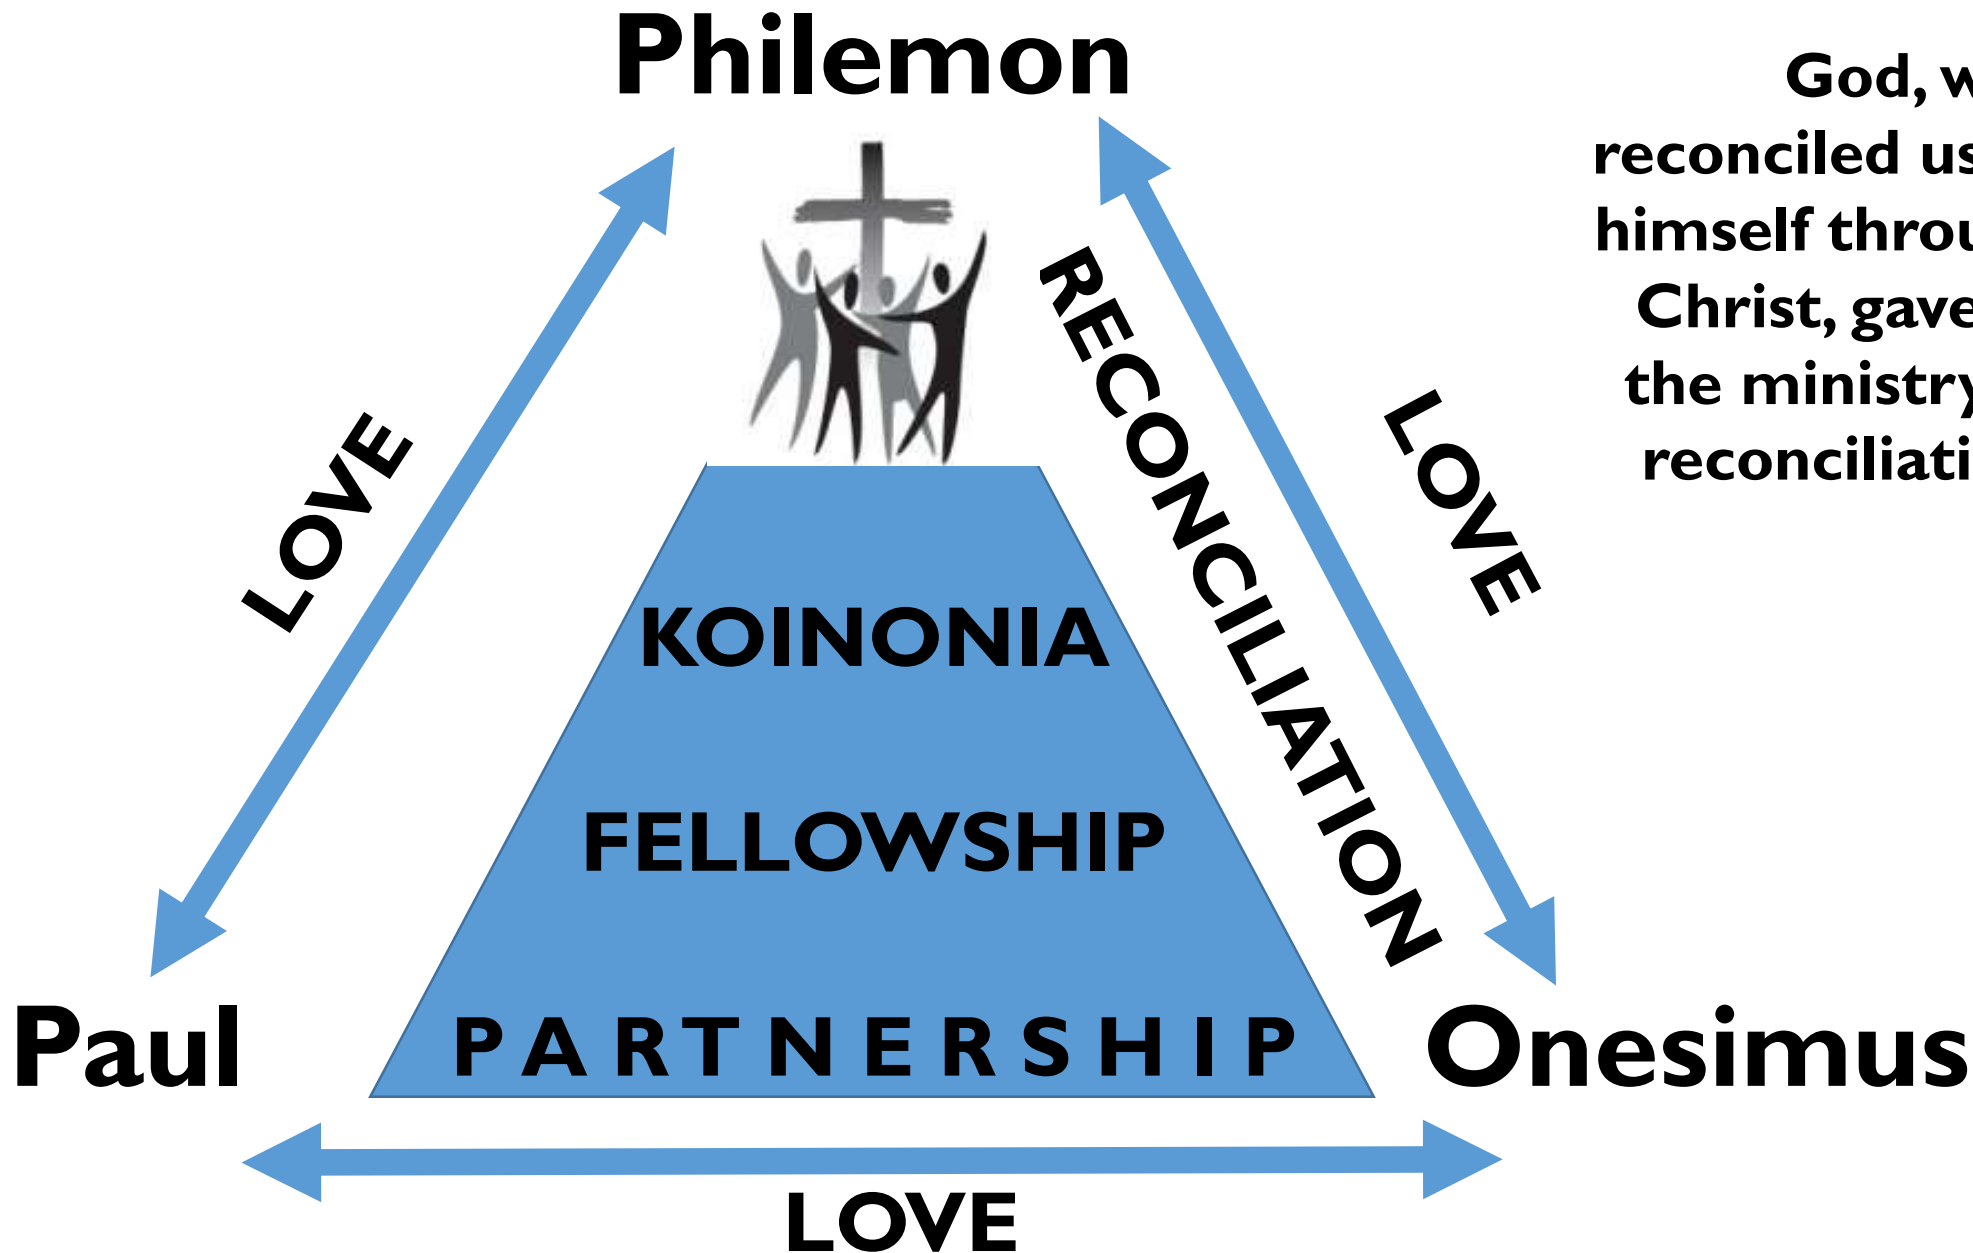 Philemon
God, w
reconciled us
himself throu
Christ, gave
the ministry
reconciliati
LOVE
RECONCILIATION
LOVE
KOINONIA
FELLOWSHIP
PARTNERSHIP
Paul
Onesimus
LOVE